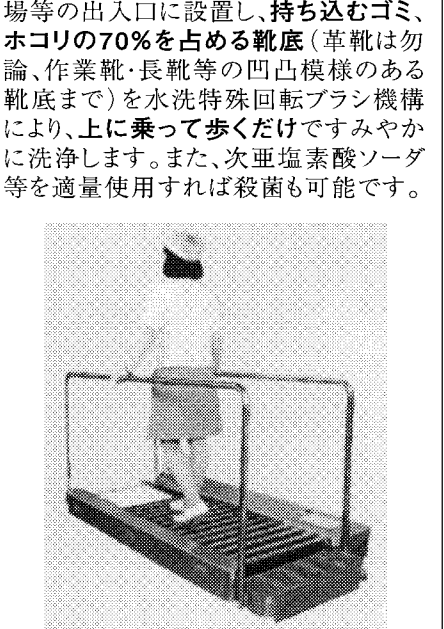 場等の出入口に設置し、持ち込むゴミ、
ホコリの70%を占める靴底（革靴は勿
論、作業靴・長靴等の凹凸模様のある
靴底まで）を水洗特殊回転ブラシ機構
により、上に乗って歩くだけですみやか
に洗浄します。また、次亜塩素酸ソーダ
等を適量使用すれば殺菌も可能です。